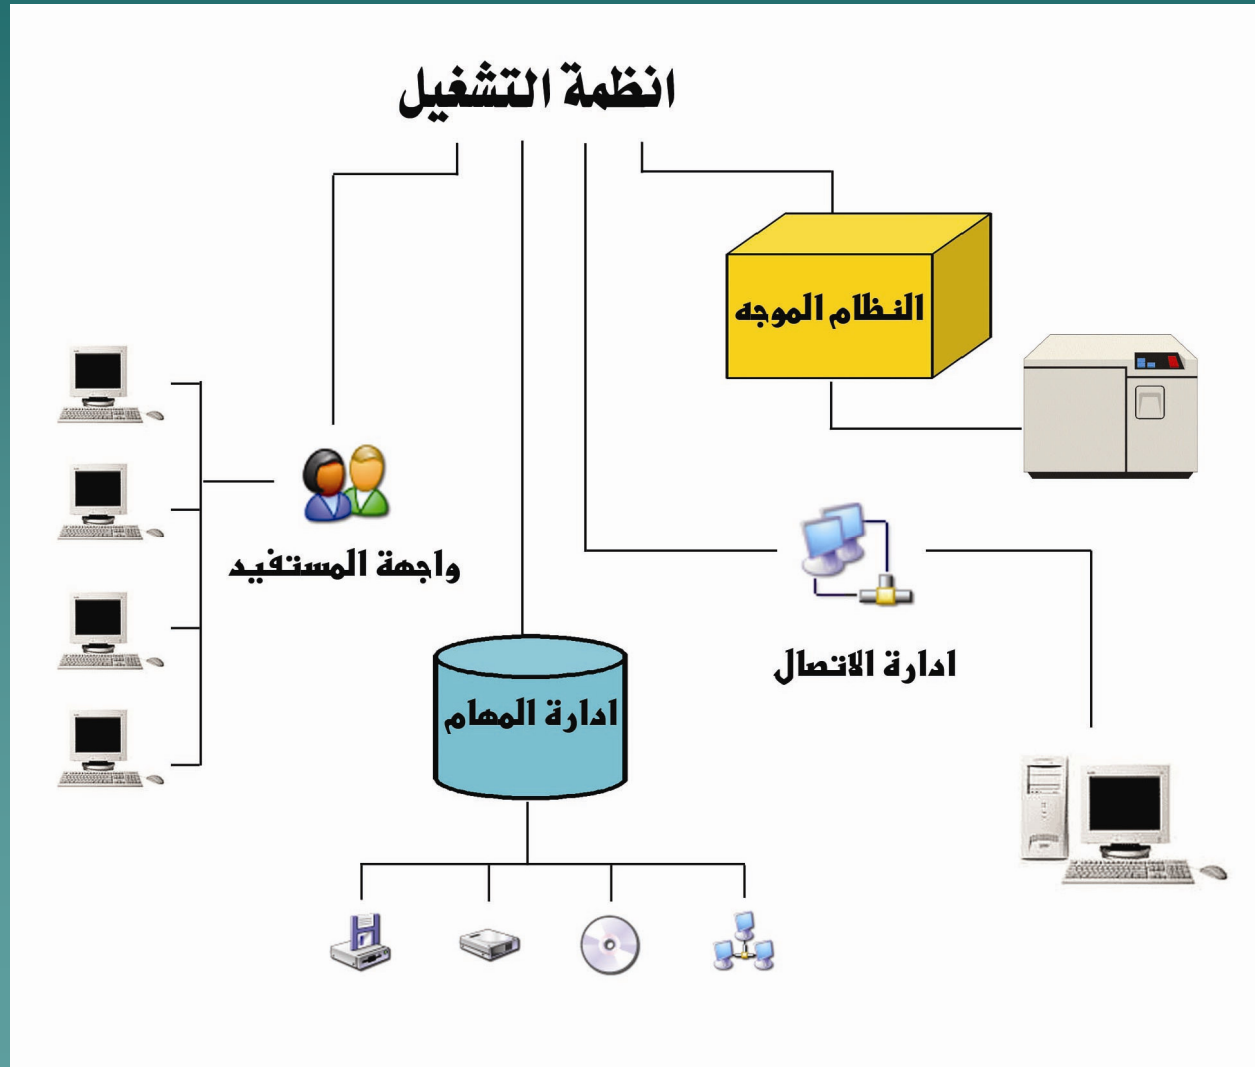 انظمة التشغيل
النظام الموجه
واجهة المستفيد
ادارة الاتصال
ادارة المهام